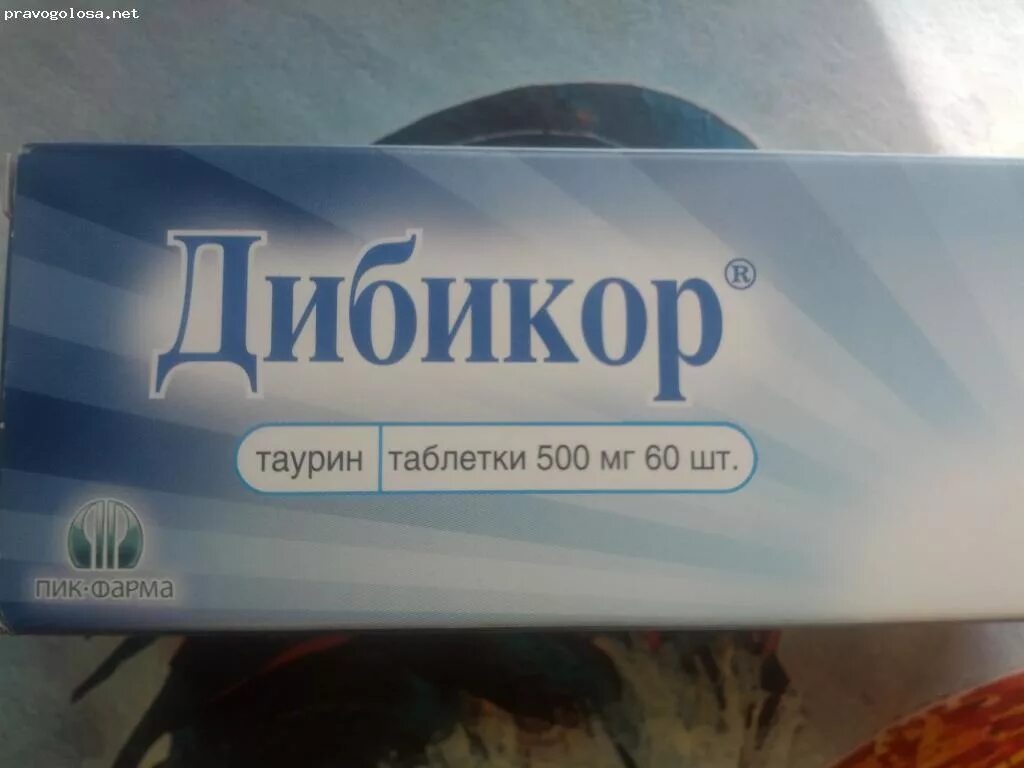 pravogolosa.net
Дибикор®
таурин таблетки 500 мг 60 шт.
ПИК-ФАРМА